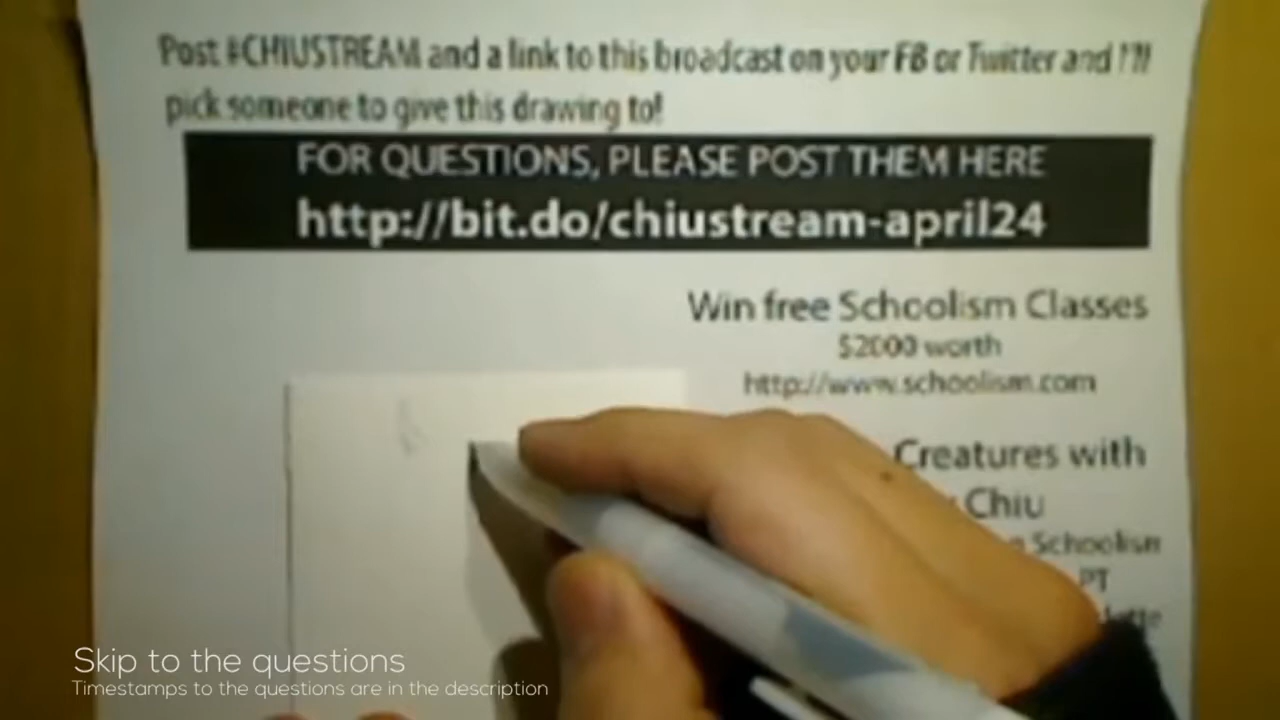 Post #CHIUSTREAM and a link to this broadcast on your FB or Twitter and I'll
pick someone to give this drawing to!
FOR QUESTIONS, PLEASE POST THEM HERE
http://bit.do/chiustream-april24
Win free Schoolism Classes
$2000 worth
http://www.schoolism.com
Creatures with
Chiu
Schoolism
PT
Skip to the questions
Timestamps to the questions are in the description